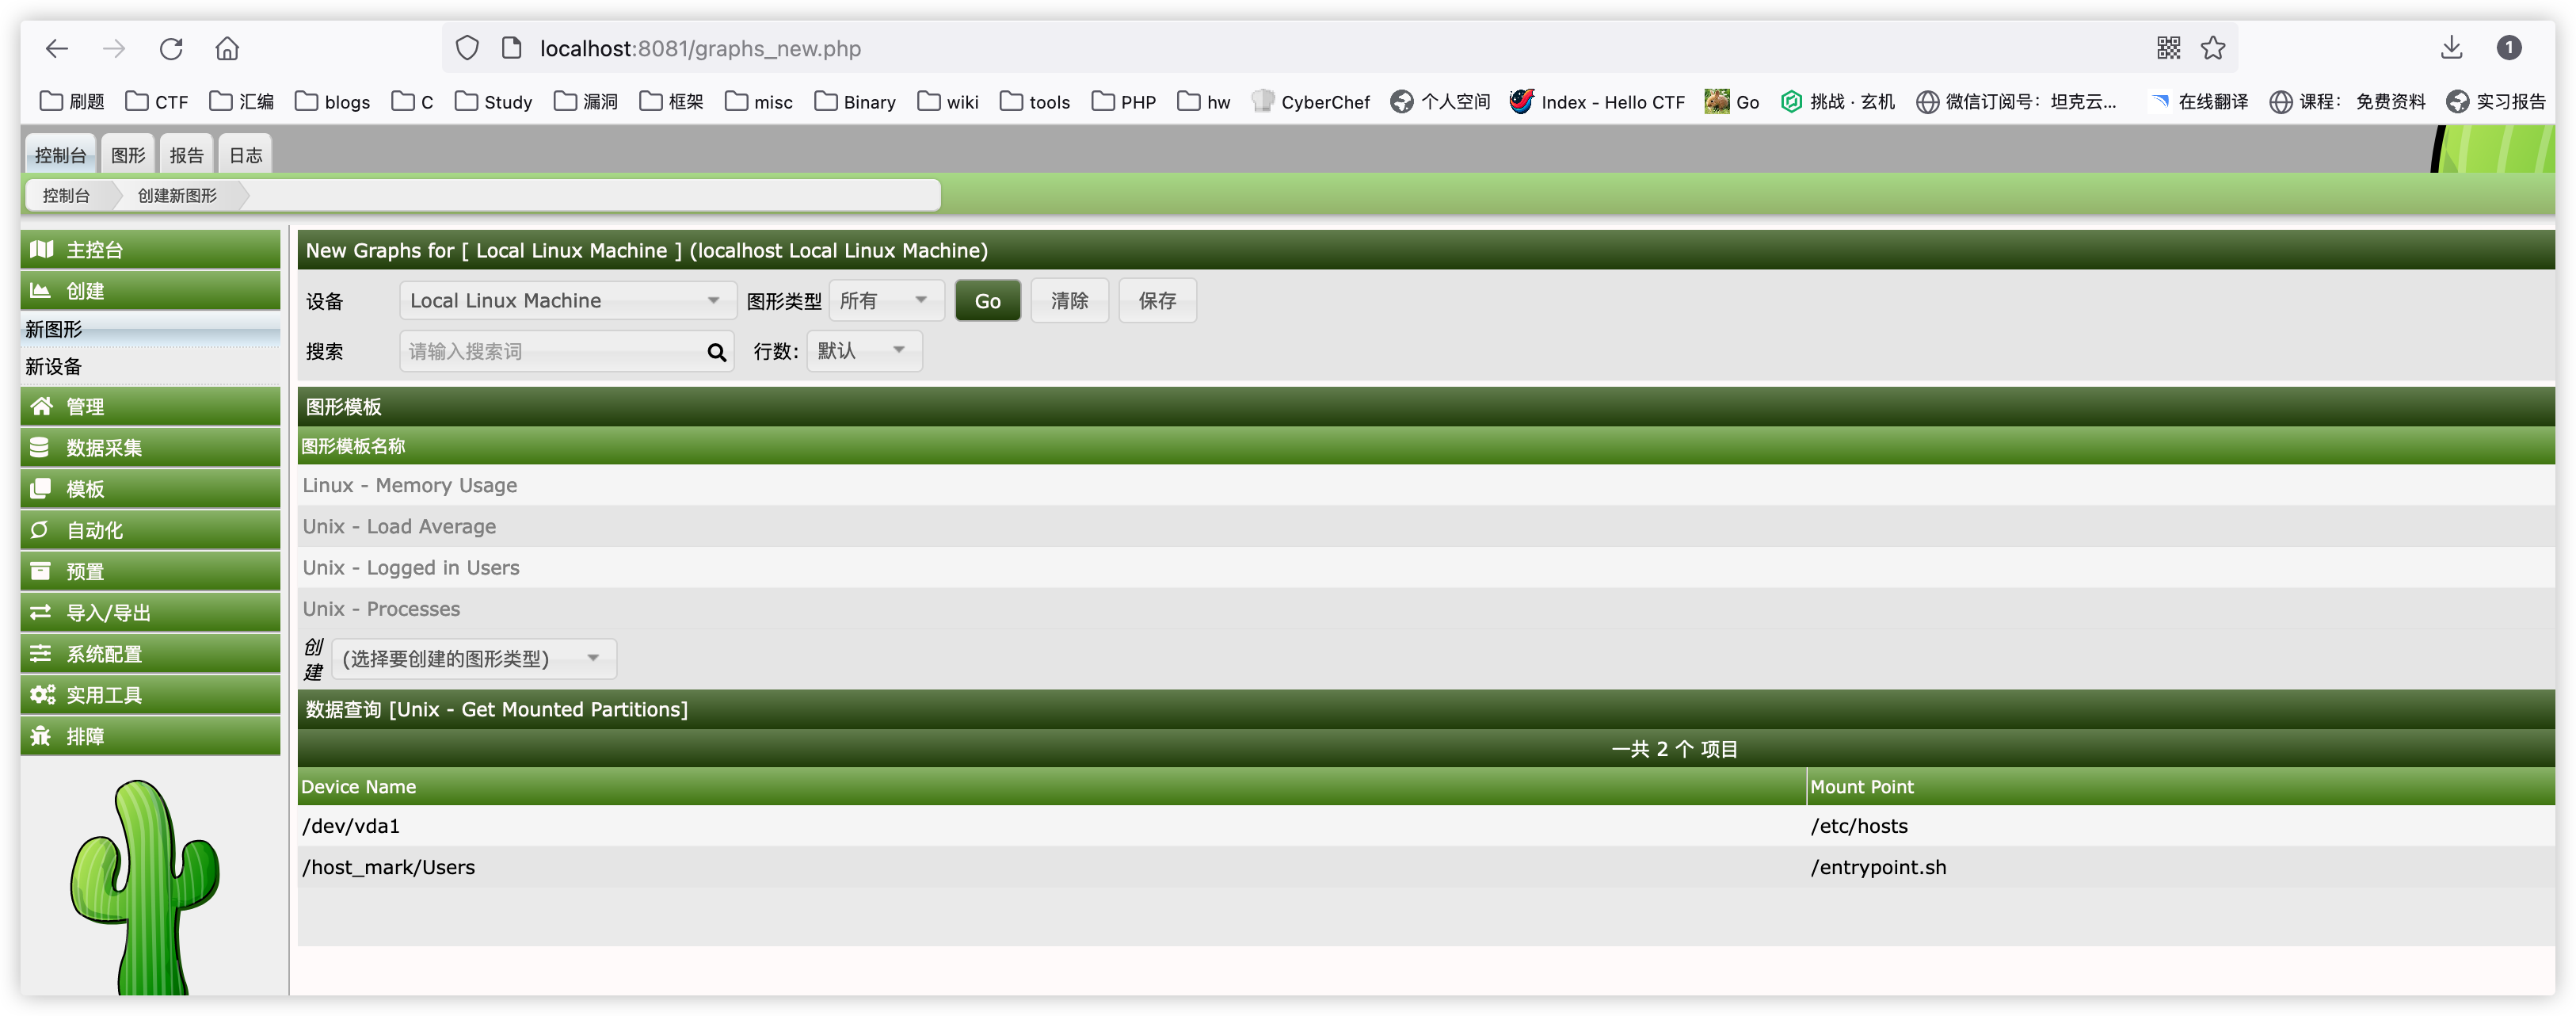 localhost:8081/graphs_new.php
1
刷题 CTF 汇编 blogs C Study 漏洞 框架 misc Binary wiki tools PHP hw CyberChef 个人空间 Index - Hello CTF Go 挑战 · 玄机 微信订阅号：坦克云... 在线翻译 课程： 免费资料 实习报告
控制台 图形 报告 日志
控制台 创建新图形
主控台
创建
新图形
新设备
管理
数据采集
模板
自动化
预置
导入/导出
系统配置
实用工具
排障
New Graphs for [ Local Linux Machine ] (localhost Local Linux Machine)
设备 Local Linux Machine 图形类型 所有 Go 清除 保存
搜索 请输入搜索词 行数: 默认
图形模板
图形模板名称
Linux - Memory Usage
Unix - Load Average
Unix - Logged in Users
Unix - Processes
创建 (选择要创建的图形类型)
数据查询 [Unix - Get Mounted Partitions]
一共 2 个 项目
Device Name Mount Point
/dev/vda1 /etc/hosts
/host_mark/Users /entrypoint.sh